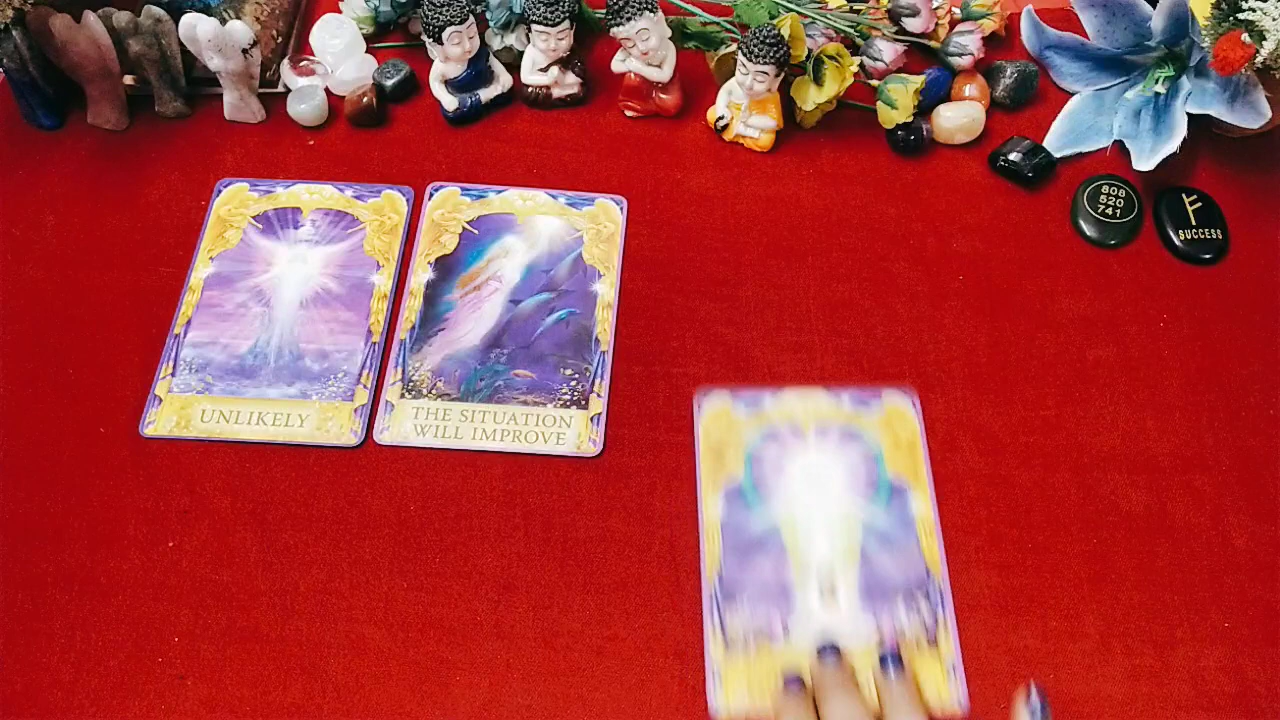 808
520
741
SUCCESS
UNLIKELY
THE SITUATION
WILL IMPROVE